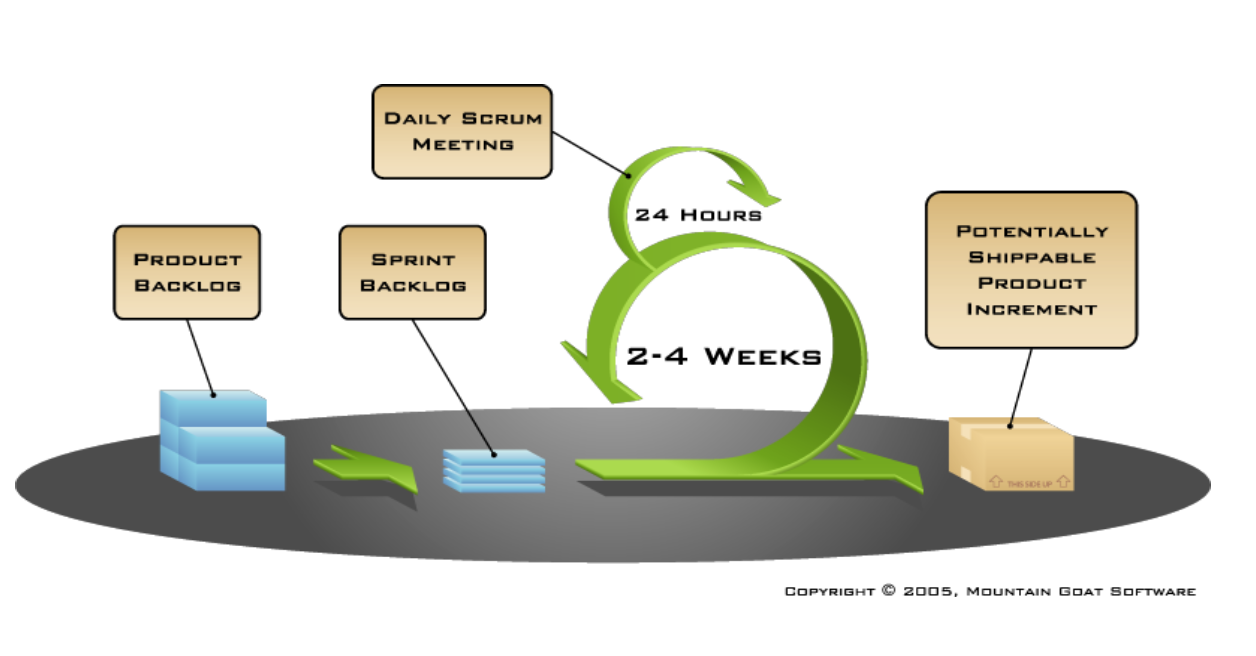 Daily Scrum
Meeting
24 Hours
Product
Backlog
Sprint
Backlog
Potentially
Shippable
Product
Increment
2-4 Weeks
THIS SIDE UP
Copyright © 2005, Mountain Goat Software